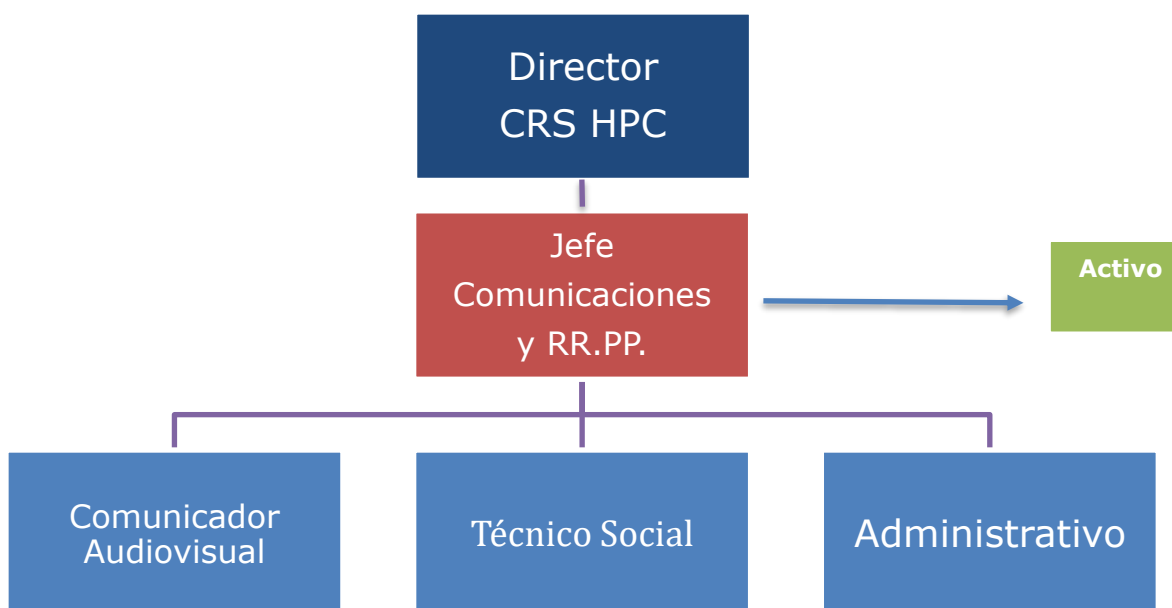 Director
CRS HPC
Jefe
Comunicaciones
y RR.PP.
Activo
Comunicador
Audiovisual
Técnico Social
Administrativo